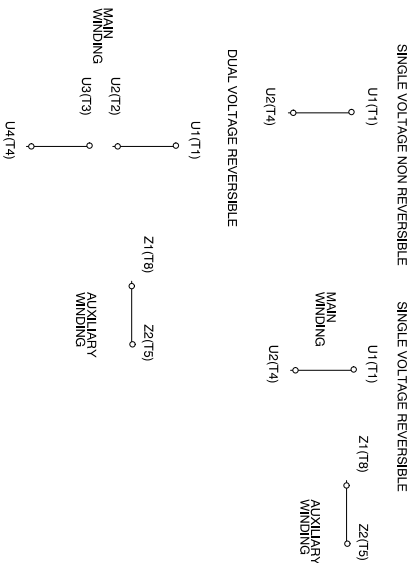 SINGLE VOLTAGE NON REVERSIBLE
U1(T1)
U2(T4)
SINGLE VOLTAGE REVERSIBLE
U1(T1)
MAIN
WINDING
U2(T4)
Z1(T8)
Z2(T5)
AUXILIARY
WINDING
DUAL VOLTAGE REVERSIBLE
U1(T1)
MAIN
WINDING
U2(T2)
U3(T3)
U4(T4)
Z1(T8)
Z2(T5)
AUXILIARY
WINDING